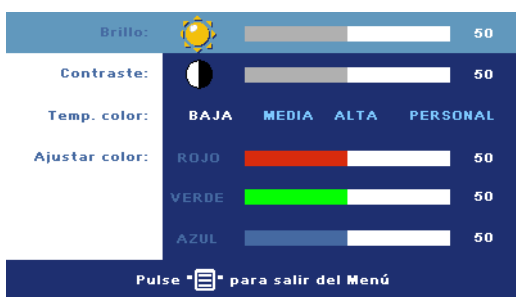 Brillo: 50
Contraste: 50
Temp. color: BAJA MEDIA ALTA PERSONAL
Ajustar color: ROJO 50
VERDE 50
AZUL 50
Pulse "" para salir del Menú